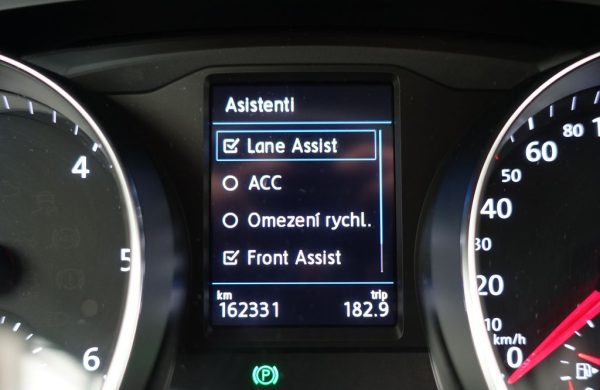 Asistenti
Lane Assist
ACC
Omezení rychl.
Front Assist
km trip
162331 182.9
4
5
6
0
10
20
30
40
50
60
80
100
km/h
P